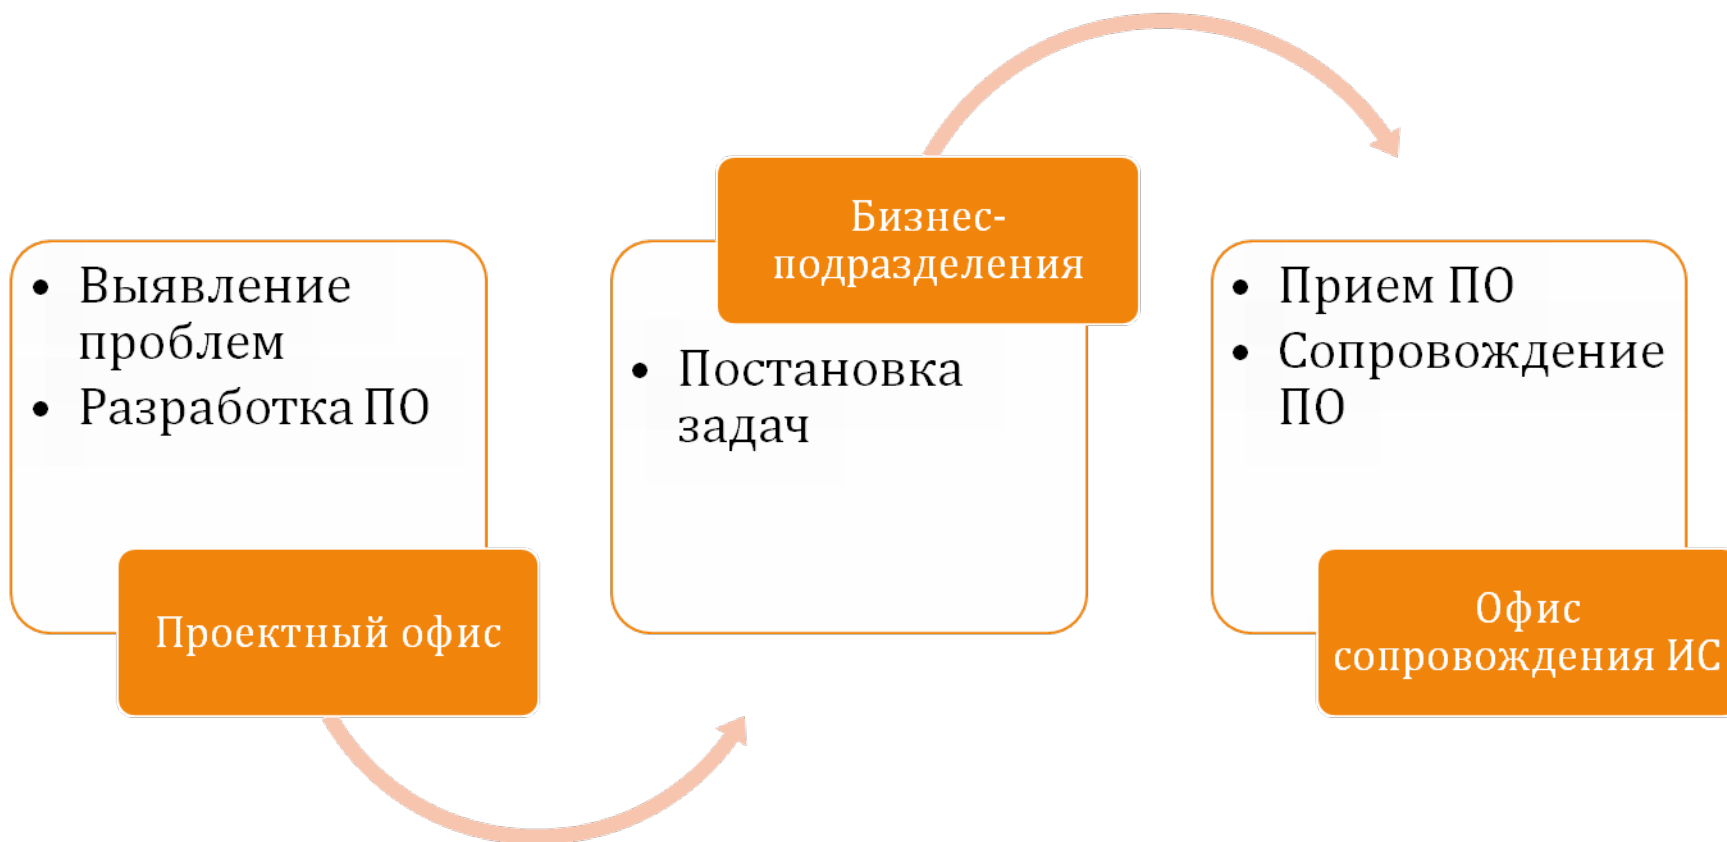 • Выявление
проблем
• Разработка ПО
Проектный офис
Бизнес-
подразделения
• Постановка
задач
• Прием ПО
• Сопровождение
ПО
Офис
сопровождения ИС